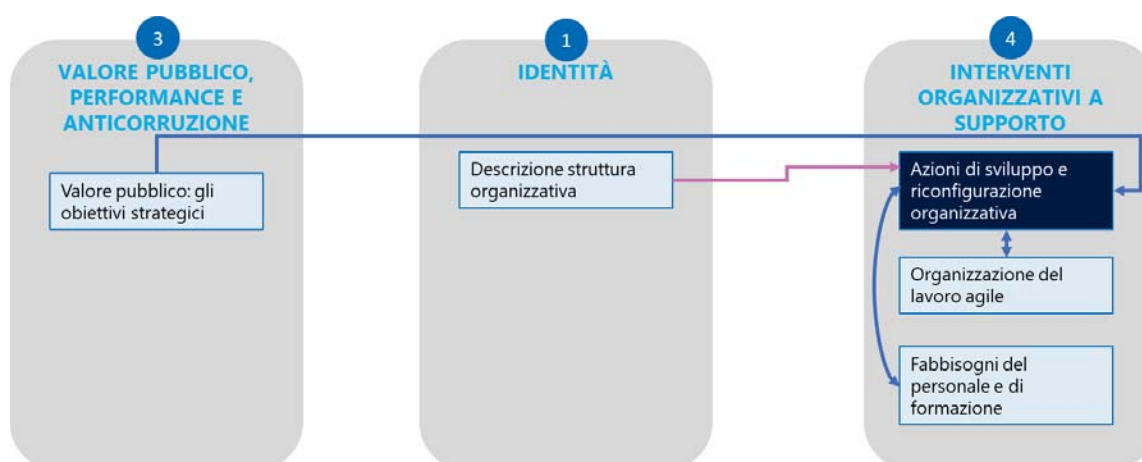 3
VALORE PUBBLICO,
PERFORMANCE E
ANTICORRUZIONE
Valore pubblico: gli
obiettivi strategici
1
IDENTITÀ
Descrizione struttura
organizzativa
4
INTERVENTI
ORGANIZZATIVI A
SUPPORTO
Azioni di sviluppo e
riconfigurazione
organizzativa
Organizzazione del
lavoro agile
Fabbisogni del
personale e di
formazione